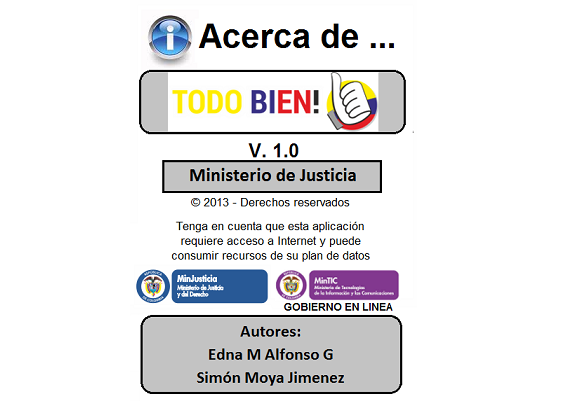 i Acerca de ...
TODO BIEN!
V. 1.0
Ministerio de Justicia
© 2013 - Derechos reservados
Tenga en cuenta que esta aplicación
requiere acceso a Internet y puede
consumir recursos de su plan de datos
MinJusticia
Ministerio de Justicia
y del Derecho
MinTIC
Ministerio de Tecnologías
de la Información y las Comunicaciones
GOBIERNO EN LINEA
Autores:
Edna M Alfonso G
Simón Moya Jimenez